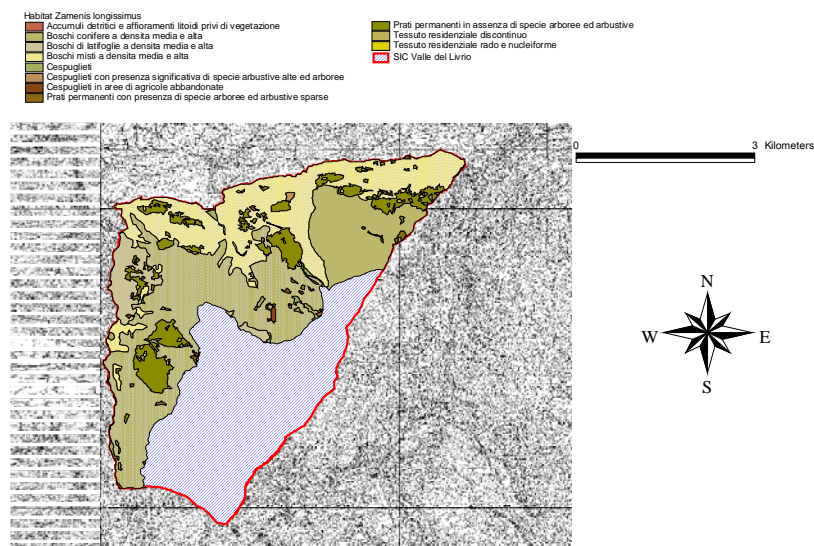 Habitat Zamenis longissimus
Accumuli detritici e affioramenti litoidi privi di vegetazione
Boschi conifere a densita media e alta
Boschi di latifoglie a densita media e alta
Boschi misti a densita media e alta
Cespuglieti
Cespuglieti con presenza significativa di specie arbustive alte ed arboree
Cespuglieti in aree di agricole abbandonate
Prati permanenti con presenza di specie arboree ed arbustive sparse
Prati permanenti in assenza di specie arboree ed arbustive
Tessuto residenziale discontinuo
Tessuto residenziale rado e nucleiforme
SIC Valle del Livrio
0 3 Kilometers
N
W E
S